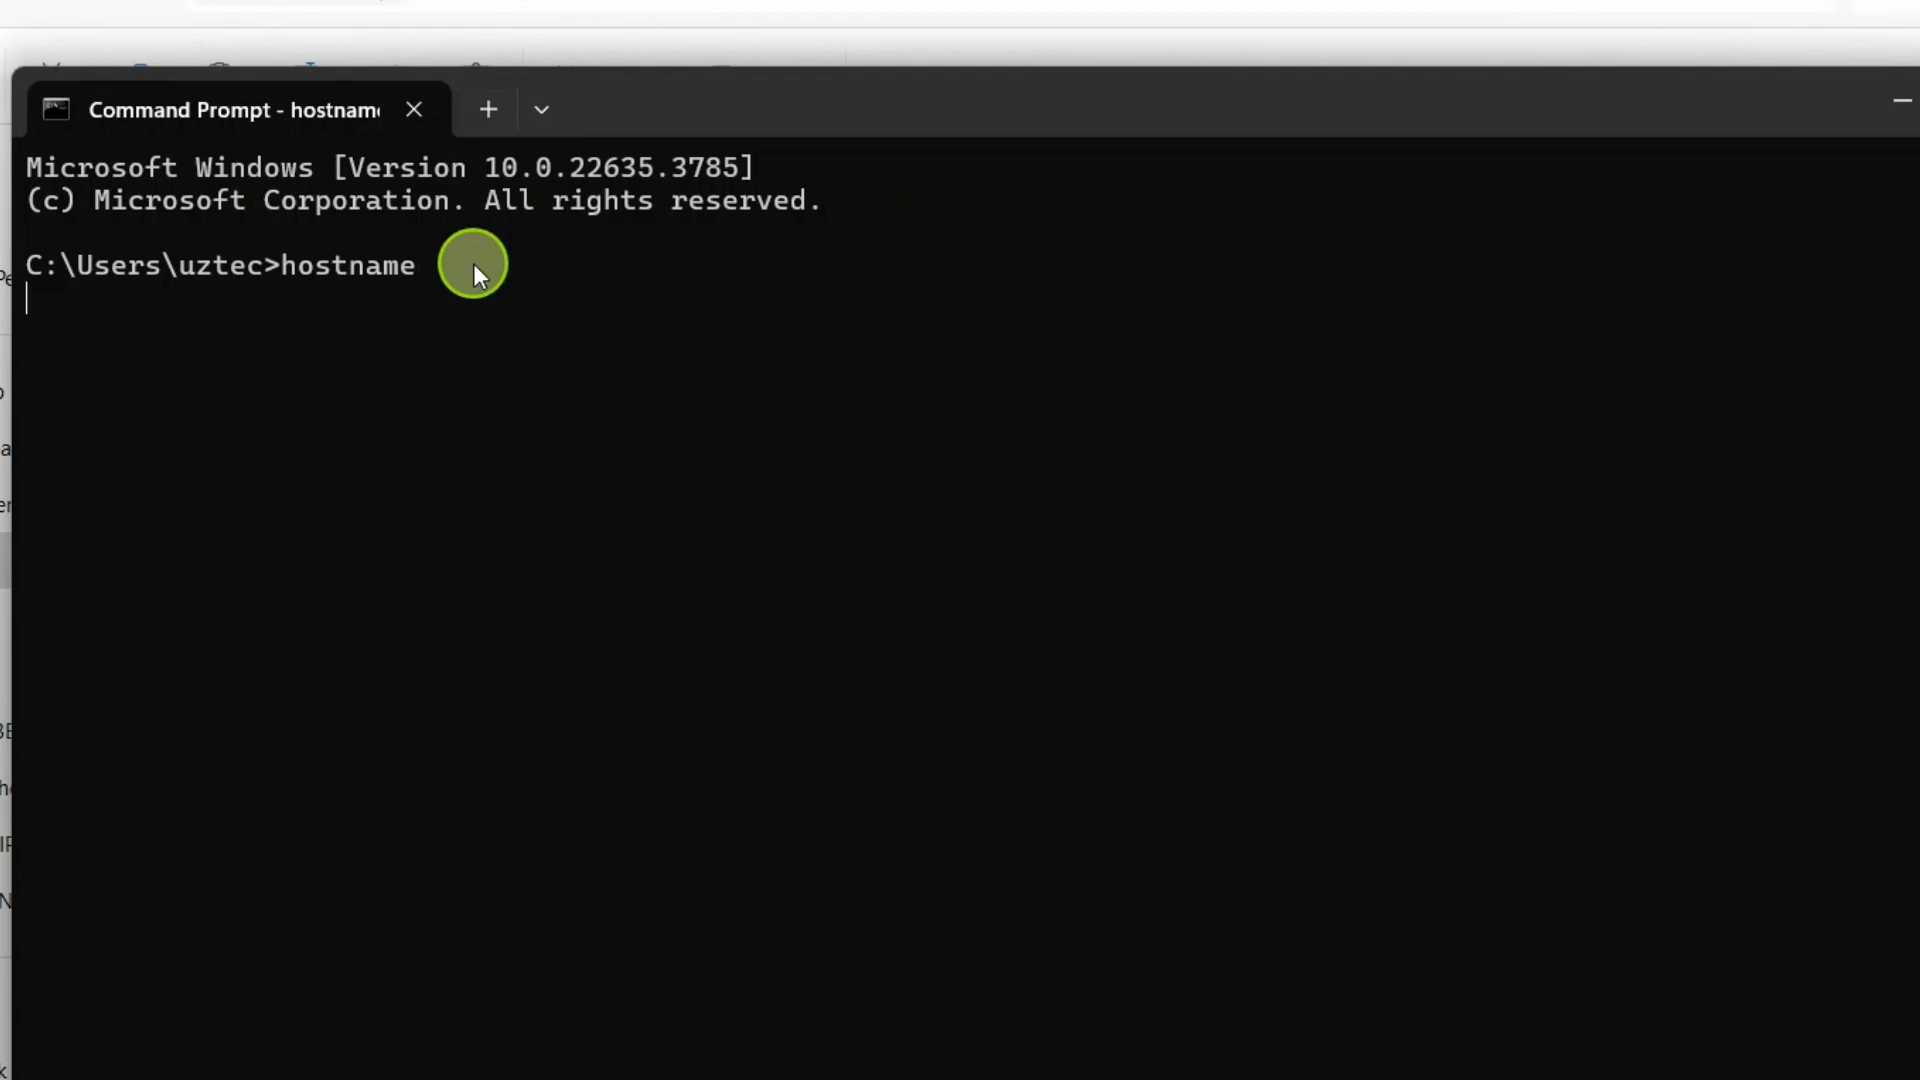 Command Prompt - hostname
Microsoft Windows [Version 10.0.22635.3785]
(c) Microsoft Corporation. All rights reserved.
C:\Users\uztec>hostname